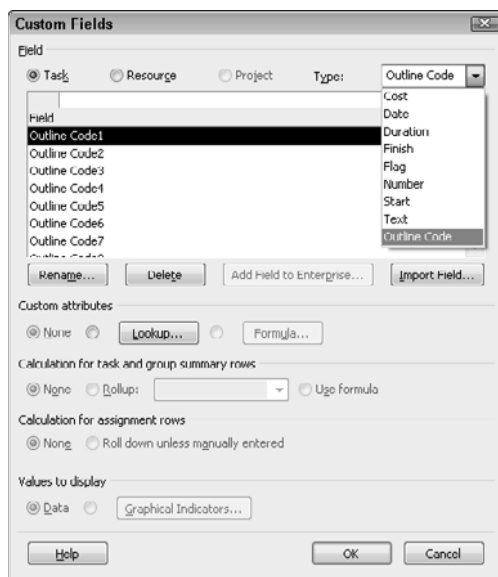 Custom Fields
Field
Task Resource Project Type: Outline Code
Cost
Date
Duration
Finish
Flag
Number
Start
Text
Outline Code
Field
Outline Code1
Outline Code2
Outline Code3
Outline Code4
Outline Code5
Outline Code6
Outline Code7
Rename... Delete Add Field to Enterprise... Import Field...
Custom attributes
None Lookup... Formula...
Calculation for task and group summary rows
None Rollup: Use formula
Calculation for assignment rows
None Roll down unless manually entered
Values to display
Data Graphical Indicators...
Help OK Cancel